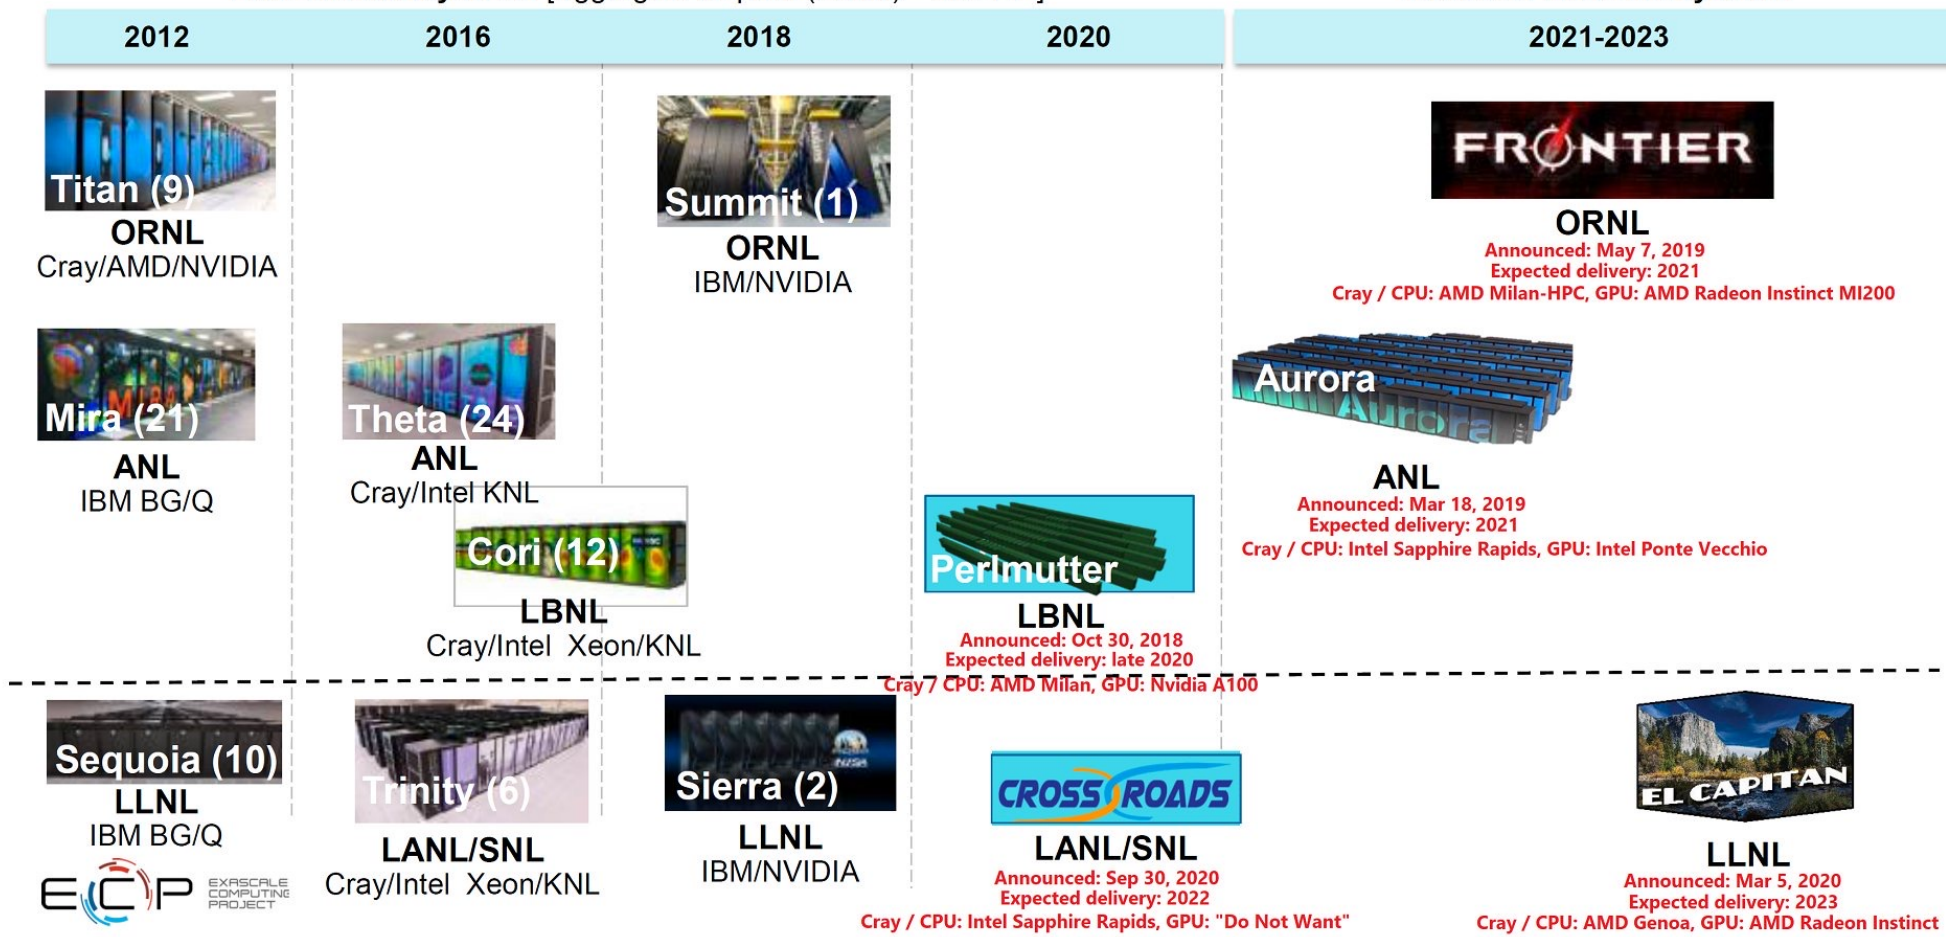 2012
2016
2018
2020
2021-2023
Titan (9)
ORNL
Cray/AMD/NVIDIA
Summit (1)
ORNL
IBM/NVIDIA
FRONTIER
ORNL
Announced: May 7, 2019
Expected delivery: 2021
Cray / CPU: AMD Milan-HPC, GPU: AMD Radeon Instinct MI200
MIRA
Mira (21)
ANL
IBM BG/Q
Theta (24)
ANL
Cray/Intel KNL
Aurora
Aurora
ANL
Announced: Mar 18, 2019
Expected delivery: 2021
Cray / CPU: Intel Sapphire Rapids, GPU: Intel Ponte Vecchio
Cori (12)
LBNL
Cray/Intel Xeon/KNL
Perlmutter
LBNL
Announced: Oct 30, 2018
Expected delivery: late 2020
Cray / CPU: AMD Milan, GPU: Nvidia A100
Sequoia (10)
LLNL
IBM BG/Q
Trinity (6)
LANL/SNL
Cray/Intel Xeon/KNL
Sierra (2)
LLNL
IBM/NVIDIA
CROSSROADS
LANL/SNL
Announced: Sep 30, 2020
Expected delivery: 2022
Cray / CPU: Intel Sapphire Rapids, GPU: "Do Not Want"
EL CAPITAN
LLNL
Announced: Mar 5, 2020
Expected delivery: 2023
Cray / CPU: AMD Genoa, GPU: AMD Radeon Instinct
ECP
EXASCALE
COMPUTING
PROJECT